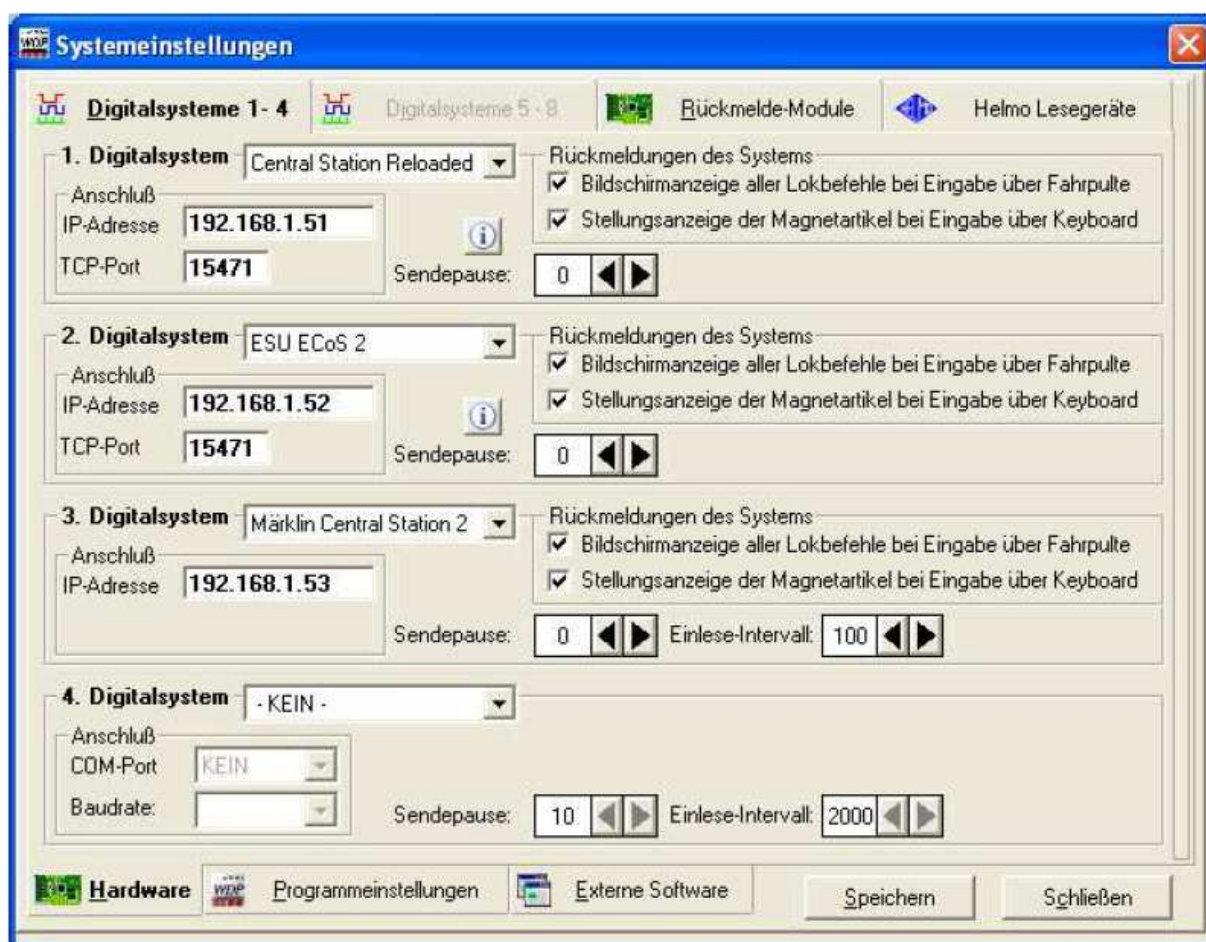 Systemeinstellungen
Digitalsysteme 1- 4
Digitalsysteme 5 - 8
Rückmelde-Module
Helmo Lesegeräte
1. Digitalsystem
Central Station Reloaded
Anschluß
IP-Adresse
192.168.1.51
TCP-Port
15471
Sendepause:
0
Rückmeldungen des Systems
Bildschirmanzeige aller Lokbefehle bei Eingabe über Fahrpulte
Stellungsanzeige der Magnetartikel bei Eingabe über Keyboard
2. Digitalsystem
ESU ECoS 2
Anschluß
IP-Adresse
192.168.1.52
TCP-Port
15471
Sendepause:
0
Rückmeldungen des Systems
Bildschirmanzeige aller Lokbefehle bei Eingabe über Fahrpulte
Stellungsanzeige der Magnetartikel bei Eingabe über Keyboard
3. Digitalsystem
Märklin Central Station 2
Anschluß
IP-Adresse
192.168.1.53
Rückmeldungen des Systems
Bildschirmanzeige aller Lokbefehle bei Eingabe über Fahrpulte
Stellungsanzeige der Magnetartikel bei Eingabe über Keyboard
Sendepause:
0
Einlese-Intervall:
100
4. Digitalsystem
- KEIN -
Anschluß
COM-Port
KEIN
Baudrate:
Sendepause:
10
Einlese-Intervall:
2000
Hardware
WDP
Programmeinstellungen
Externe Software
Speichern
Schließen